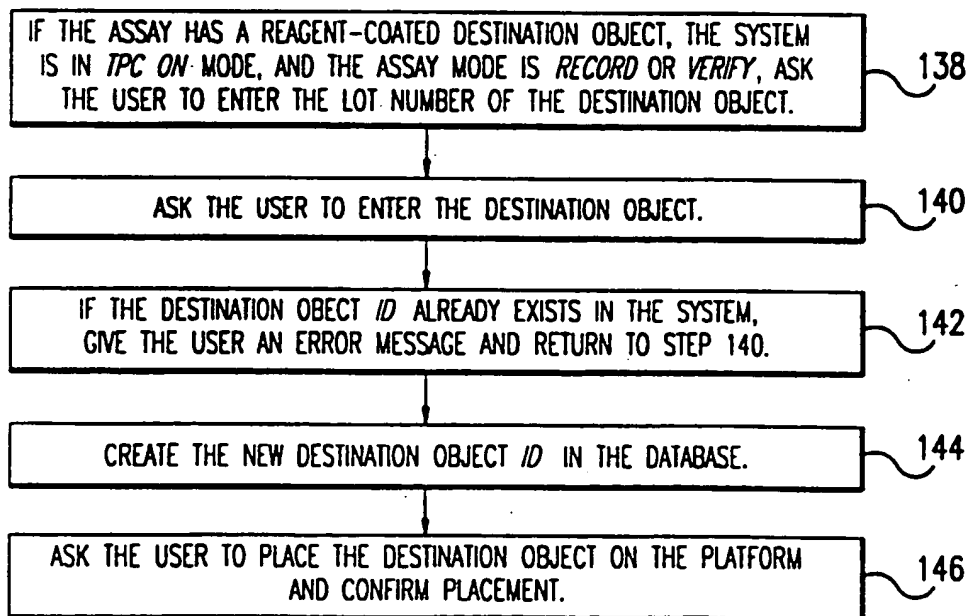 IF THE ASSAY HAS A REAGENT-COATED DESTINATION OBJECT, THE SYSTEM
IS IN TPC ON MODE, AND THE ASSAY MODE IS RECORD OR VERIFY, ASK
THE USER TO ENTER THE LOT NUMBER OF THE DESTINATION OBJECT.
138
ASK THE USER TO ENTER THE DESTINATION OBJECT.
140
IF THE DESTINATION OBECT ID ALREADY EXISTS IN THE SYSTEM,
GIVE THE USER AN ERROR MESSAGE AND RETURN TO STEP 140.
142
CREATE THE NEW DESTINATION OBJECT ID IN THE DATABASE.
144
ASK THE USER TO PLACE THE DESTINATION OBJECT ON THE PLATFORM
AND CONFIRM PLACEMENT.
146